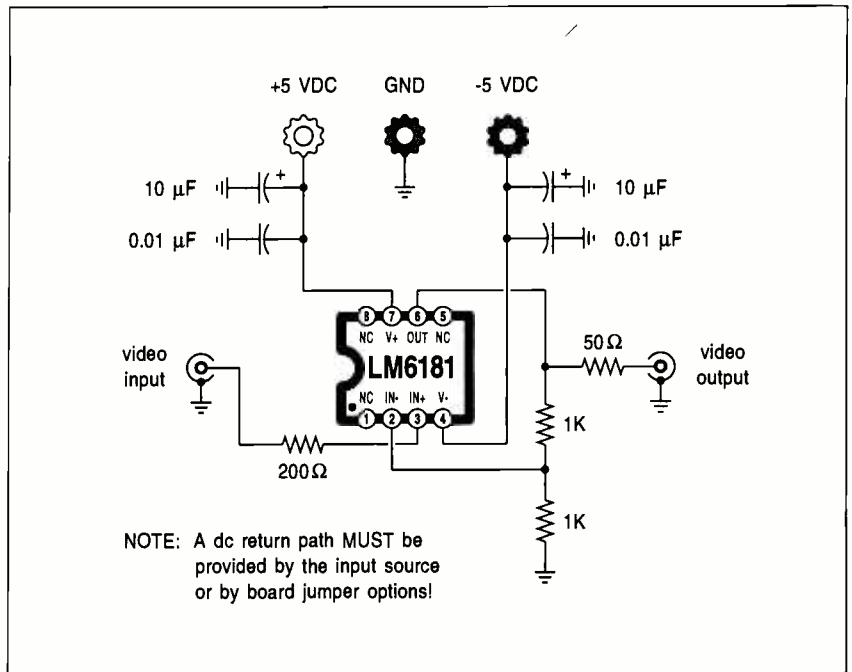 +5 VDC GND -5 VDC
10 µF + + 10 µF
0.01 µF 0.01 µF
8 7 6 5
NC V+ OUT NC
LM6181
NC IN- IN+ V-
1 2 3 4
video
input
50Ω
video
output
1K
200Ω
1K
NOTE: A dc return path MUST be
provided by the input source
or by board jumper options!